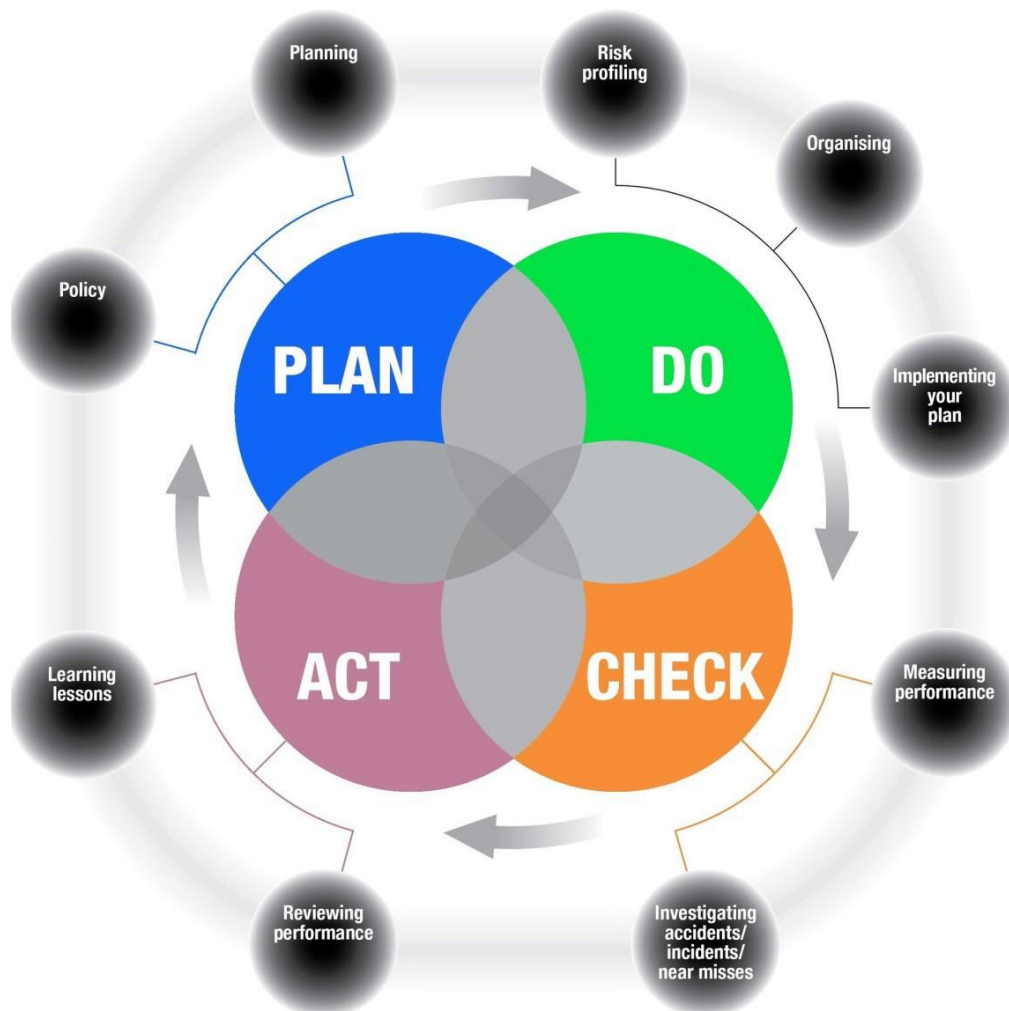 Planning
Risk
profiling
Organising
Policy
PLAN
DO
Implementing
your
plan
Learning
lessons
ACT
CHECK
Measuring
performance
Reviewing
performance
Investigating
accidents/
incidents/
near misses